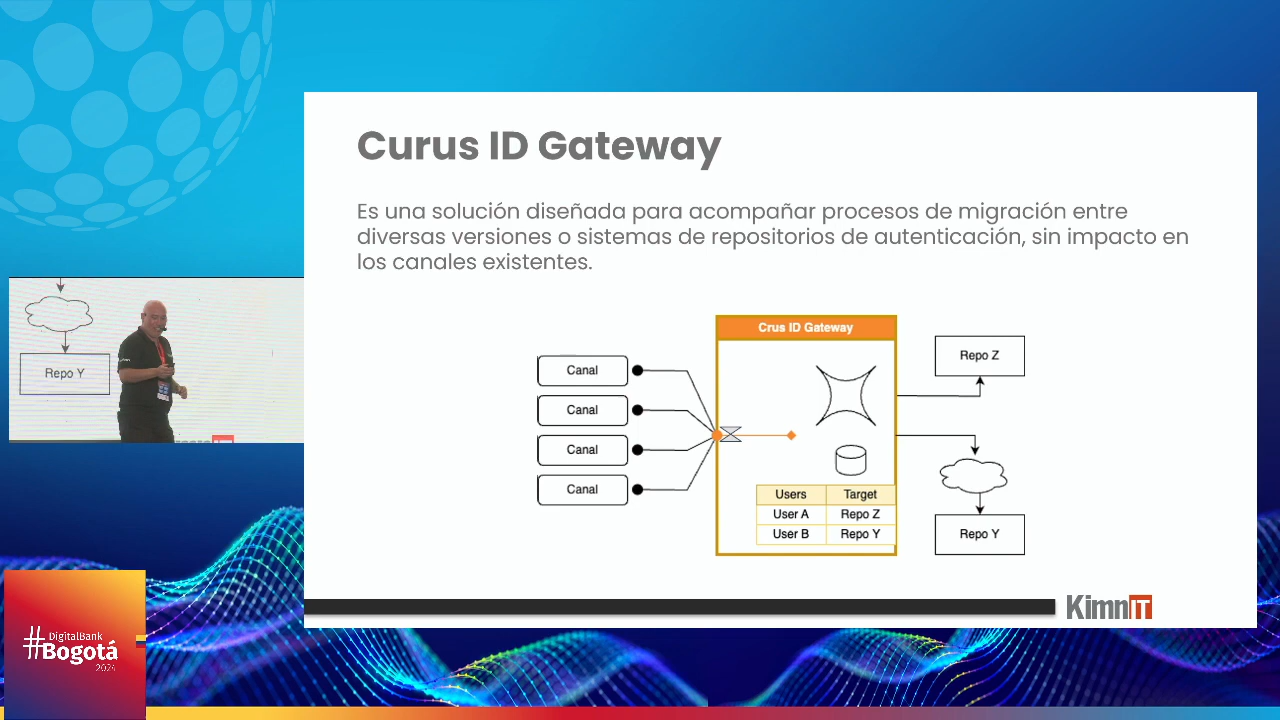 Curus ID Gateway
Es una solución diseñada para acompañar procesos de migración entre
diversas versiones o sistemas de repositorios de autenticación, sin impacto en
los canales existentes.
Crus ID Gateway
Canal
Canal
Canal
Canal
Users Target
User A Repo Z
User B Repo Y
Repo Z
Repo Y
KimnIT
Repo Y
#DigitalBank
Bogotá
2024